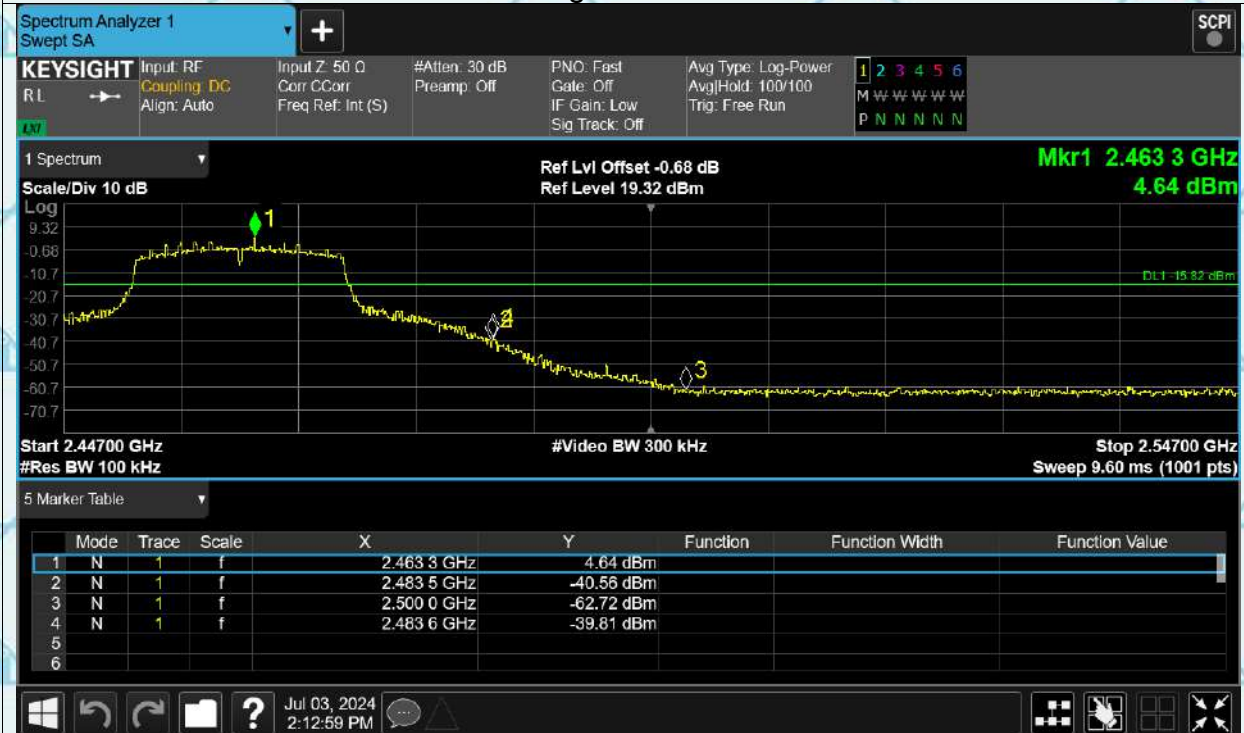 Spectrum Analyzer 1
Swept SA
+
SCPI
KEYSIGHT
RL
LXI
Input: RF
Coupling: DC
Align: Auto
Input Z: 50 Ω
Corr CCorr
Freq Ref: Int (S)
#Atten: 30 dB
Preamp: Off
PNO: Fast
Gate: Off
IF Gain: Low
Sig Track: Off
Avg Type: Log-Power
Avg|Hold: 100/100
Trig: Free Run
1 2 3 4 5 6
M W W W W W
P N N N N N
1 Spectrum
Scale/Div 10 dB
Ref Lvl Offset -0.68 dB
Ref Level 19.32 dBm
Mkr1 2.463 3 GHz
4.64 dBm
Log
9.32
-0.68
-10.7
-20.7
-30.7
-40.7
-50.7
-60.7
-70.7
1
3
DL1 -15.82 dBm
Start 2.44700 GHz
#Res BW 100 kHz
#Video BW 300 kHz
Stop 2.54700 GHz
Sweep 9.60 ms (1001 pts)
5 Marker Table
Mode Trace Scale X Y Function Function Width Function Value
1 N 1 f 2.463 3 GHz 4.64 dBm
2 N 1 f 2.483 5 GHz -40.56 dBm
3 N 1 f 2.500 0 GHz -62.72 dBm
4 N 1 f 2.483 6 GHz -39.81 dBm
5
6
?
Jul 03, 2024
2:12:59 PM